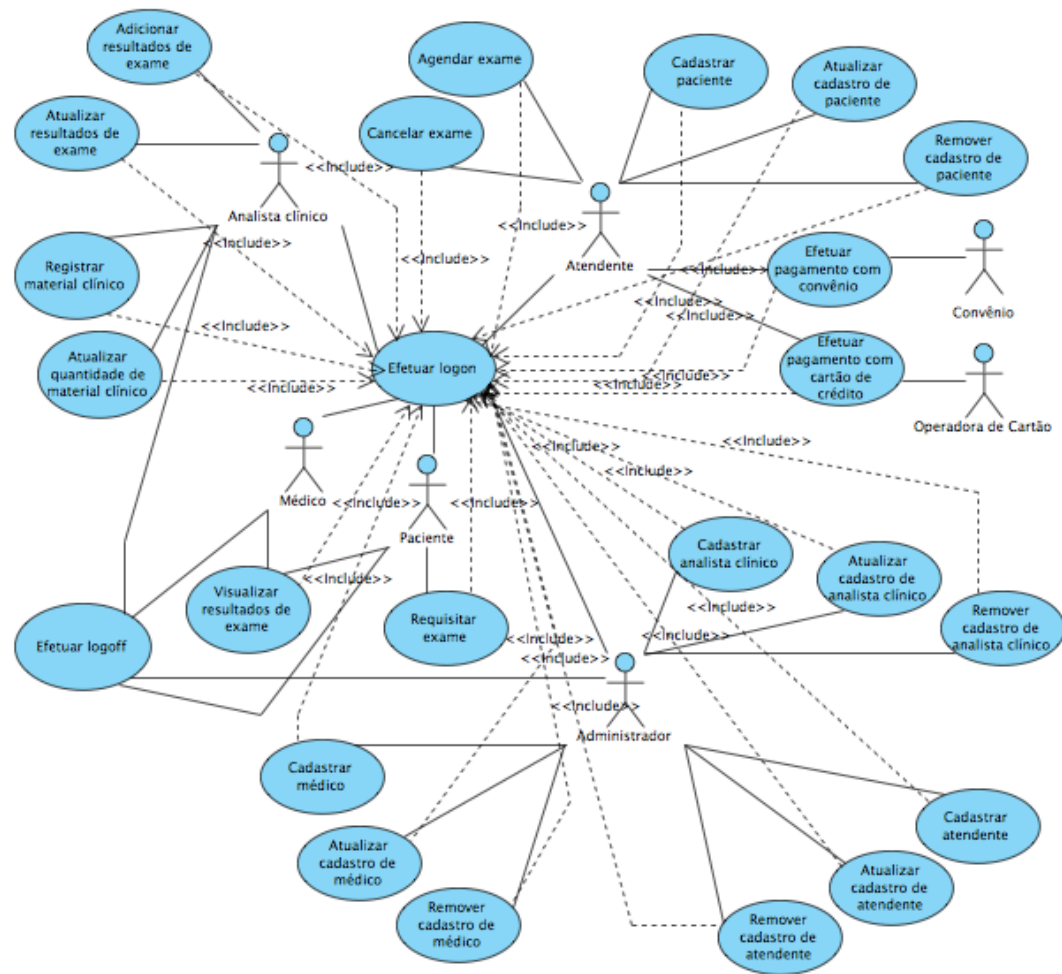 Adicionar
resultados de
exame
Agendar exame
Cadastrar
paciente
Atualizar
cadastro de
paciente
Atualizar
resultados de
exame
Cancelar exame
Remover
cadastro de
paciente
<<Include>>
<<Include>>
Analista clínico
<<Include>>
<<Include>>
<<Include>>
<<Include>>
Atendente
Registrar
material clínico
Efetuar
pagamento com
convênio
<<Include>>
Convênio
<<Include>>
<<Include>>
<<Include>>
Atualizar
quantidade de
material clínico
Efetuar logon
Efetuar
pagamento com
cartão de
crédito
<<Include>>
<<Include>>
<<Include>>
Operadora de Cartão
<<Include>>
<<Include>>
Médico
<<Include>>
<<Include>>
<<Include>>
<<Include>>
Paciente
Cadastrar
analista clínico
Atualizar
cadastro de
analista clínico
<<Include>>
Visualizar
resultados de
exame
Requisitar
exame
<<Include>>
Remover
cadastro de
analista clínico
Efetuar logoff
<<Include>>
<<Include>>
<<Include>>
Administrador
Cadastrar
médico
Cadastrar
atendente
Atualizar
cadastro de
médico
Atualizar
cadastro de
atendente
Remover
cadastro de
médico
Remover
cadastro de
atendente